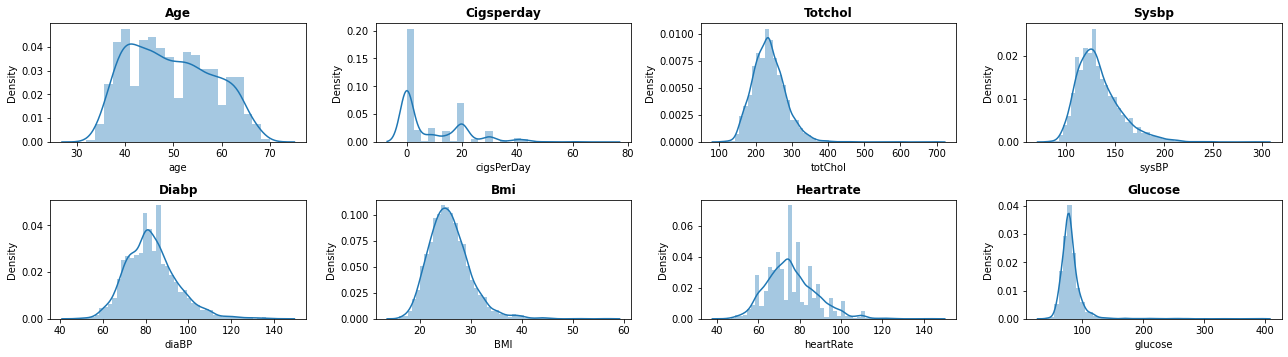 Age
Density
0.04
0.03
0.02
0.01
0.00
30 40 50 60 70
age
Cigsperday
Density
0.20
0.15
0.10
0.05
0.00
0 20 40 60 80
cigsPerDay
Totchol
Density
0.0100
0.0075
0.0050
0.0025
0.0000
100 200 300 400 500 600 700
totChol
Sysbp
Density
0.02
0.01
0.00
100 150 200 250 300
sysBP
Diabp
Density
0.04
0.02
0.00
40 60 80 100 120 140
diaBP
Bmi
Density
0.100
0.075
0.050
0.025
0.000
20 30 40 50 60
BMI
Heartrate
Density
0.06
0.04
0.02
0.00
40 60 80 100 120 140
heartRate
Glucose
Density
0.04
0.03
0.02
0.01
0.00
100 200 300 400
glucose